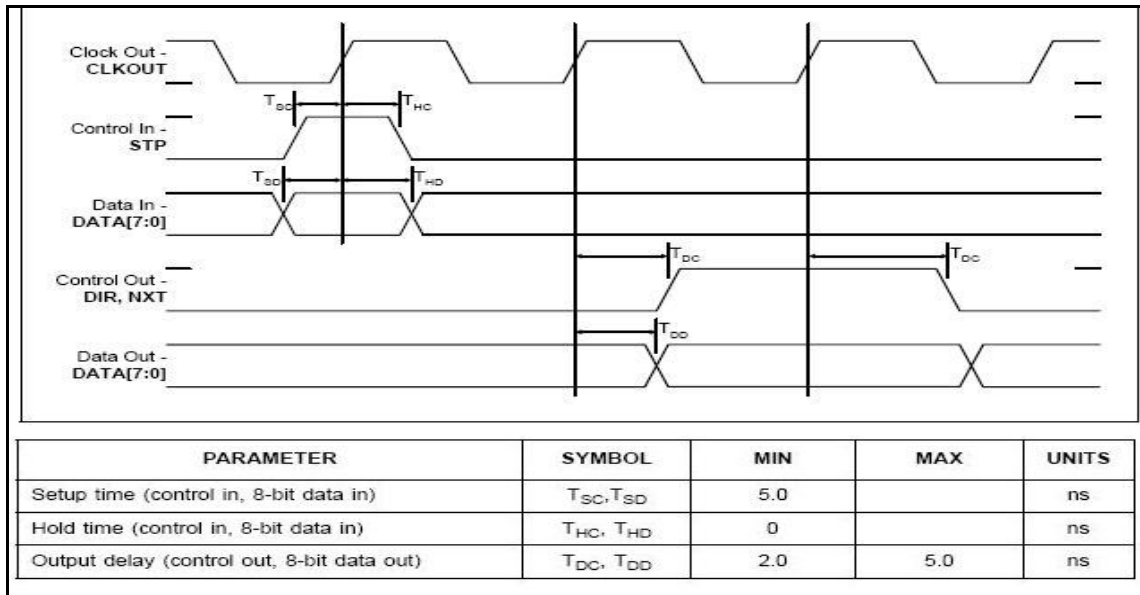 Clock Out -
CLKOUT
TSC
THC
Control In -
STP
TSD
THD
Data In -
DATA[7:0]
TDC
TDC
Control Out -
DIR, NXT
TDD
Data Out -
DATA[7:0]
PARAMETER SYMBOL MIN MAX UNITS
Setup time (control in, 8-bit data in) TSC,TSD 5.0 ns
Hold time (control in, 8-bit data in) THC, THD 0 ns
Output delay (control out, 8-bit data out) TDC, TDD 2.0 5.0 ns